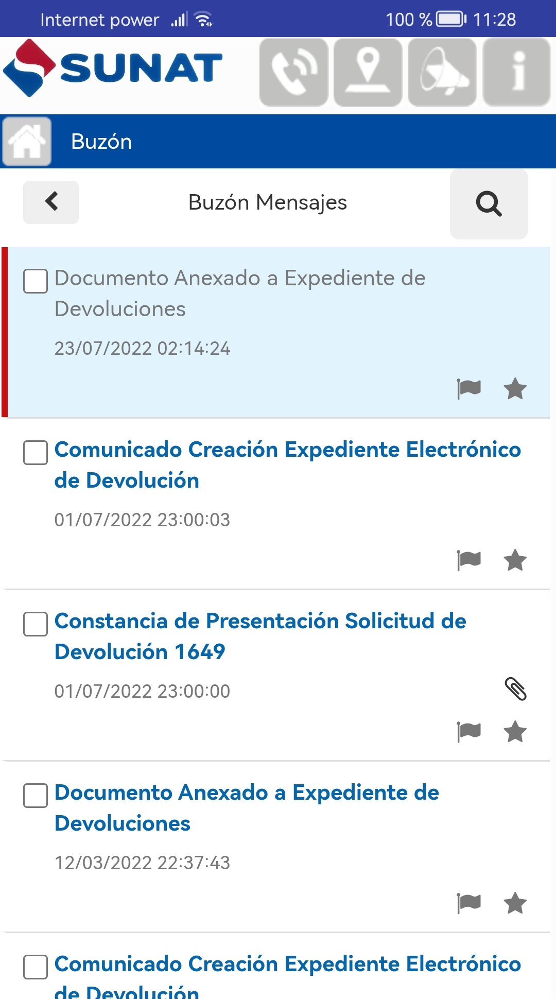 Internet power 100 % 11:28
SUNAT
Buzón
Buzón Mensajes
Documento Anexado a Expediente de
Devoluciones
23/07/2022 02:14:24
Comunicado Creación Expediente Electrónico
de Devolución
01/07/2022 23:00:03
Constancia de Presentación Solicitud de
Devolución 1649
01/07/2022 23:00:00
Documento Anexado a Expediente de
Devoluciones
12/03/2022 22:37:43
Comunicado Creación Expediente Electrónico
de Devolución